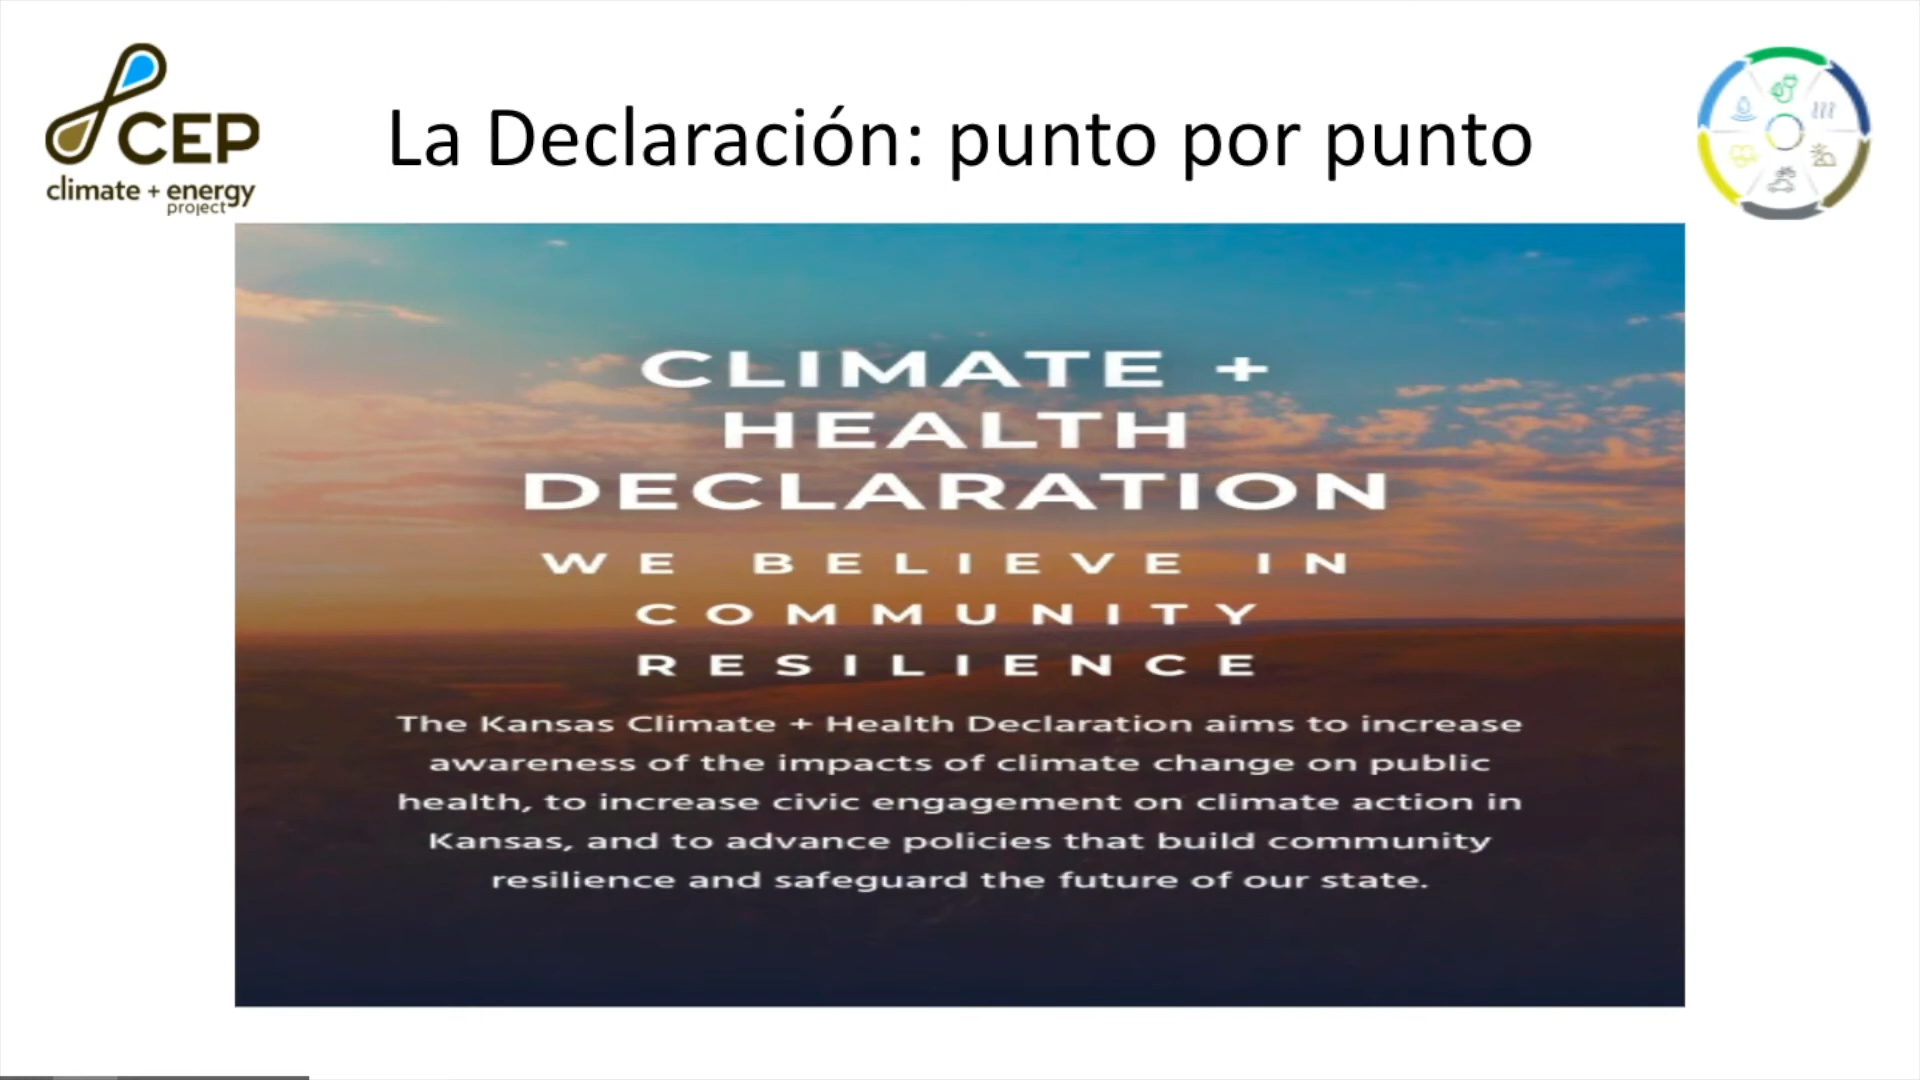 CEP
climate + energy
project
La Declaración: punto por punto
CLIMATE +
HEALTH
DECLARATION
WE BELIEVE IN
COMMUNITY
RESILIENCE
The Kansas Climate + Health Declaration aims to increase
awareness of the impacts of climate change on public
health, to increase civic engagement on climate action in
Kansas, and to advance policies that build community
resilience and safeguard the future of our state.